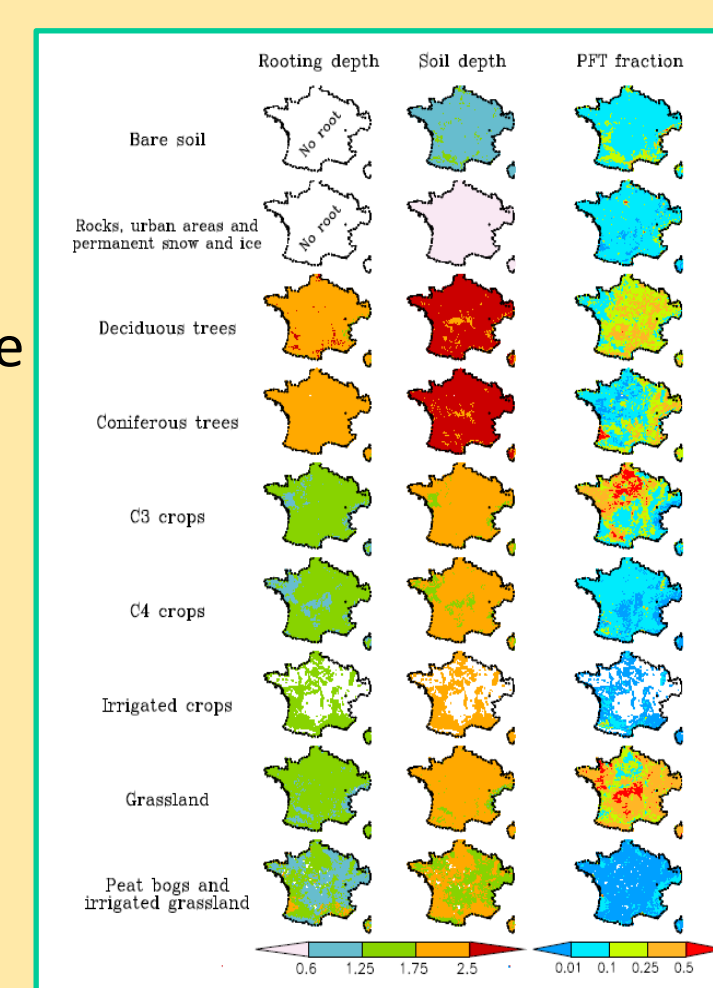 Rooting depth Soil depth PFT fraction
Bare soil
No root
Rocks, urban areas and
permanent snow and ice
No root
Deciduous trees
e
Coniferous trees
C3 crops
C4 crops
Irrigated crops
Grassland
Peat bogs and
irrigated grassland
0.6 1.25 1.75 2.5 0.01 0.1 0.25 0.5